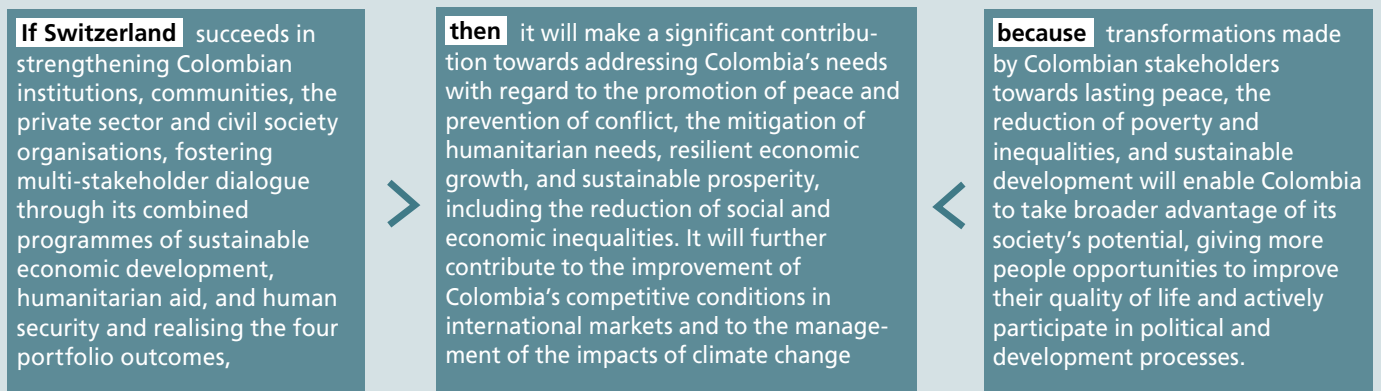 If Switzerland succeeds in
strengthening Colombian
institutions, communities, the
private sector and civil society
organisations, fostering
multi-stakeholder dialogue
through its combined
programmes of sustainable
economic development,
humanitarian aid, and human
security and realising the four
portfolio outcomes,
>
then it will make a significant contribu-
tion towards addressing Colombia’s needs
with regard to the promotion of peace and
prevention of conflict, the mitigation of
humanitarian needs, resilient economic
growth, and sustainable prosperity,
including the reduction of social and
economic inequalities. It will further
contribute to the improvement of
Colombia’s competitive conditions in
international markets and to the manage-
ment of the impacts of climate change
<
because transformations made
by Colombian stakeholders
towards lasting peace, the
reduction of poverty and
inequalities, and sustainable
development will enable Colombia
to take broader advantage of its
society’s potential, giving more
people opportunities to improve
their quality of life and actively
participate in political and
development processes.